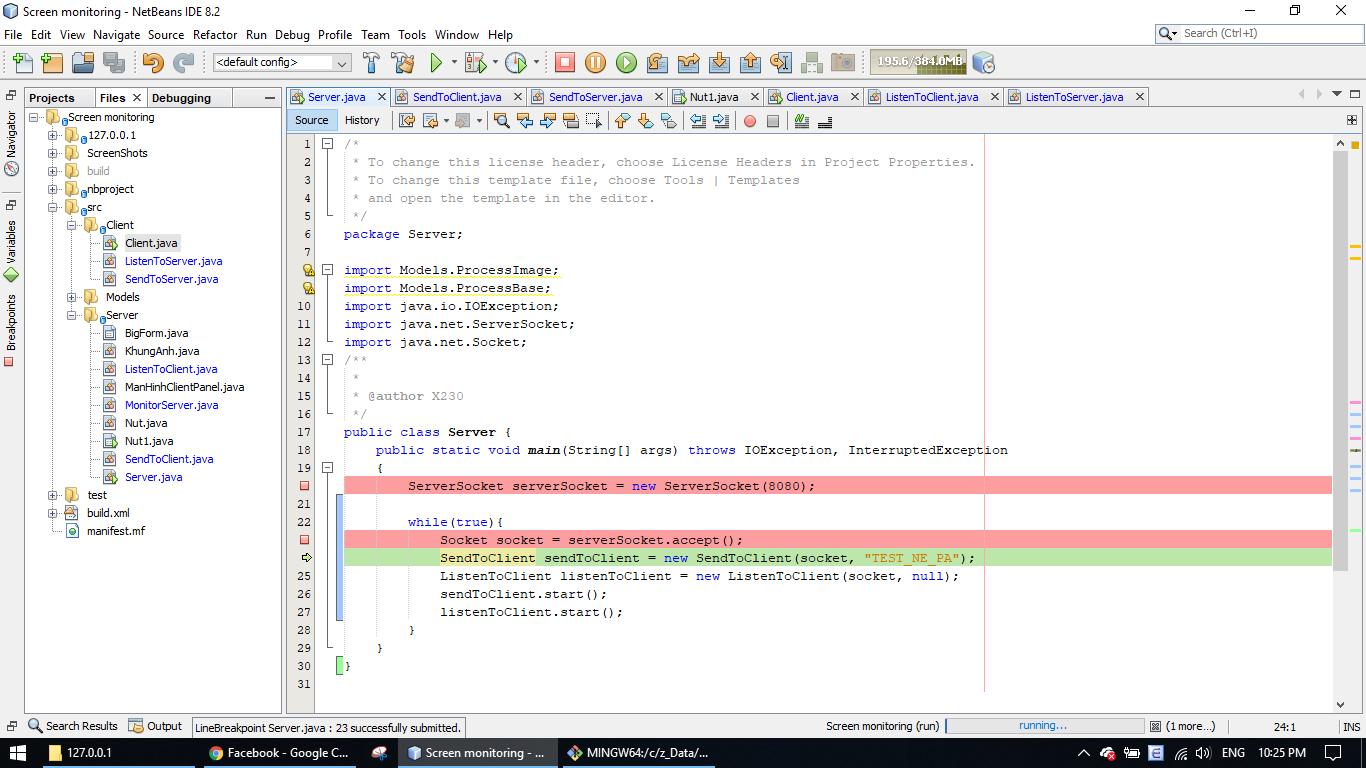 Screen monitoring - NetBeans IDE 8.2
File Edit View Navigate Source Refactor Run Debug Profile Team Tools Window Help
Search (Ctrl+I)
<default config>
195.6/384.0MB
Projects Files Debugging
Server.java SendToClient.java SendToServer.java Nut1.java Client.java ListenToClient.java ListenToServer.java
Source History
Navigator
Variables
Breakpoints
Screen monitoring
127.0.0.1
ScreenShots
build
nbproject
src
Client
Client.java
ListenToServer.java
SendToServer.java
Models
Server
BigForm.java
KhungAnh.java
ListenToClient.java
ManHinhClientPanel.java
MonitorServer.java
Nut.java
Nut1.java
SendToClient.java
Server.java
test
build.xml
manifest.mf
1 /*
2 * To change this license header, choose License Headers in Project Properties.
3 * To change this template file, choose Tools | Templates
4 * and open the template in the editor.
5 */
6 package Server;
7
import Models.ProcessImage;
import Models.ProcessBase;
10 import java.io.IOException;
11 import java.net.ServerSocket;
12 import java.net.Socket;
13 /**
14 *
15 * @author X230
16 */
17 public class Server {
18 public static void main(String[] args) throws IOException, InterruptedException
19 {
ServerSocket serverSocket = new ServerSocket(8080);
21
22 while(true){
Socket socket = serverSocket.accept();
SendToClient sendToClient = new SendToClient(socket, "TEST_NE_PA");
25 ListenToClient listenToClient = new ListenToClient(socket, null);
26 sendToClient.start();
27 listenToClient.start();
28 }
29 }
30 }
31
Search Results Output LineBreakpoint Server.java : 23 successfully submitted. Screen monitoring (run) running... (1 more...) 24:1 INS
127.0.0.1 Facebook - Google C... Screen monitoring - ... MINGW64:/c/z_Data/... ENG 10:25 PM